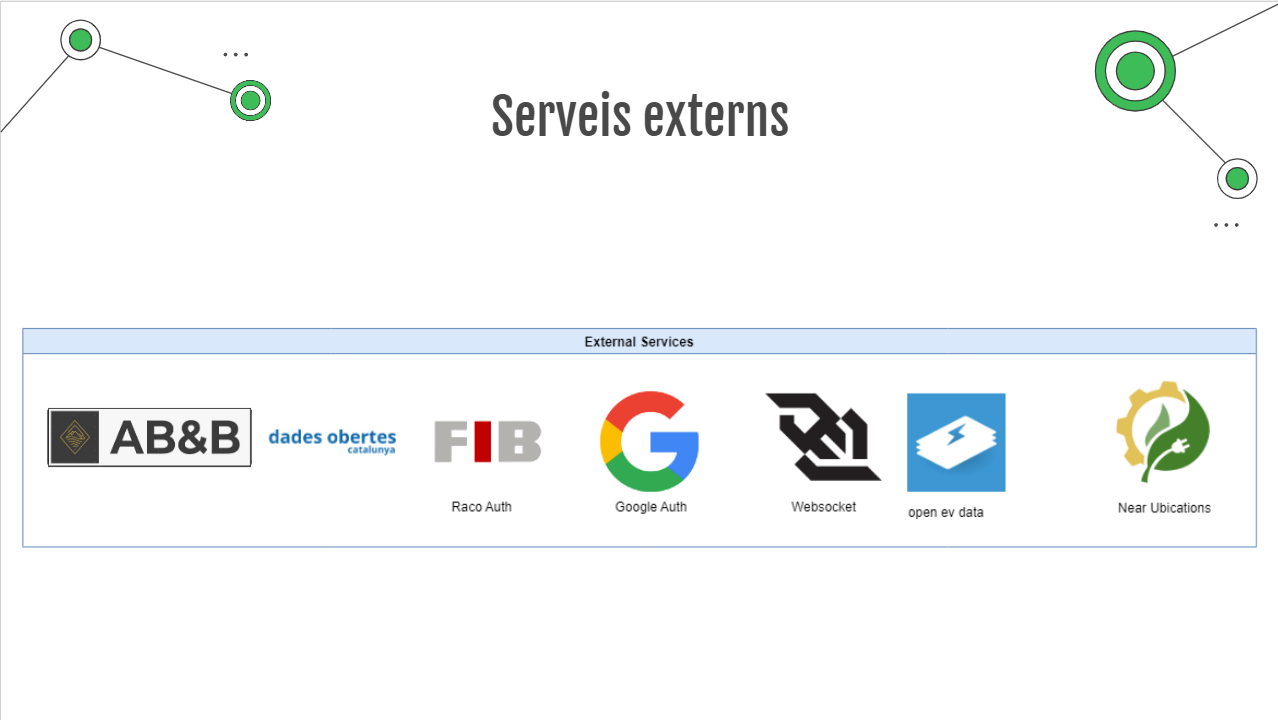 ...
Serveis externs
...
External Services
AB&B
dades obertes
catalunya
FIB
Raco Auth
Google Auth
Websocket
open ev data
Near Ubications